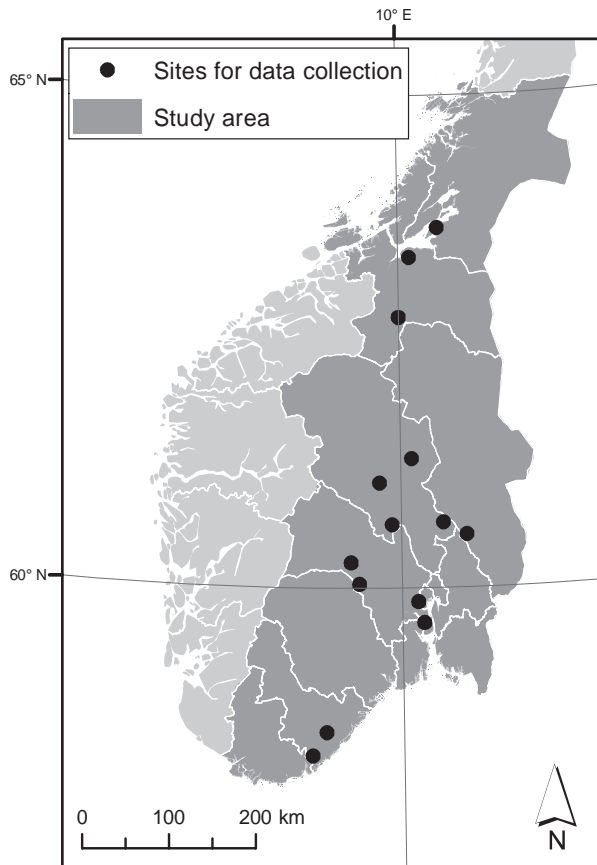 10° E
65° N
Sites for data collection
Study area
60° N
0 100 200 km
N